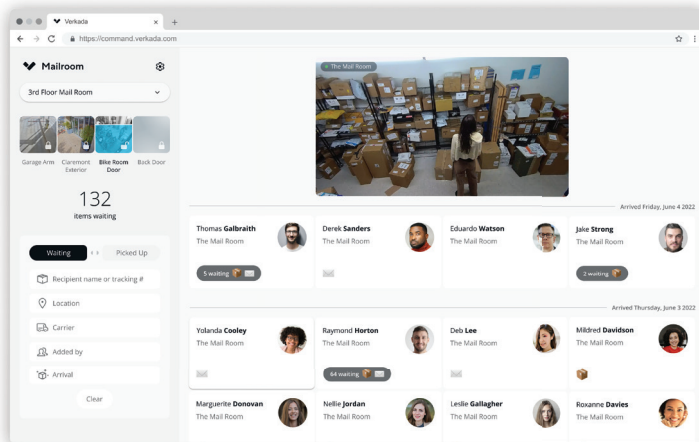 Verkada
https://command.verkada.com
Mailroom
3rd Floor Mail Room
Garage Arm
Claremont Exterior
Bike Room Door
Back Door
132
items waiting
Waiting
Picked Up
Recipient name or tracking #
Location
Carrier
Added by
Arrival
Clear
The Mail Room
Arrived Friday, June 4 2022
Thomas Galbraith
The Mail Room
5 waiting
Derek Sanders
The Mail Room
Eduardo Watson
The Mail Room
Jake Strong
The Mail Room
2 waiting
Arrived Thursday, June 3 2022
Yolanda Cooley
The Mail Room
Raymond Horton
The Mail Room
64 waiting
Deb Lee
The Mail Room
Mildred Davidson
The Mail Room
Marguerite Donovan
The Mail Room
Nellie Jordan
The Mail Room
Leslie Gallagher
The Mail Room
Roxanne Davies
The Mail Room